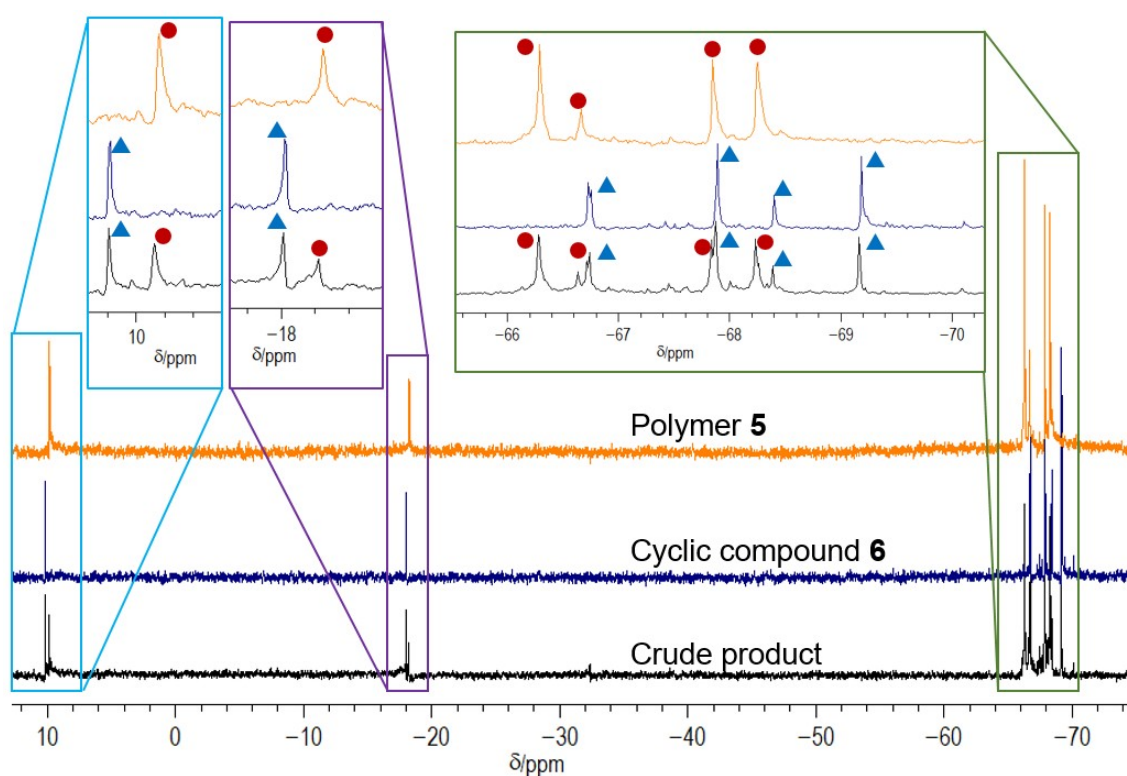 10
δ/ppm
−18
δ/ppm
−66 −67 −68 −69 −70
δ/ppm
Polymer 5
Cyclic compound 6
Crude product
10 0 −10 −20 −30 −40 −50 −60 −70
δ/ppm